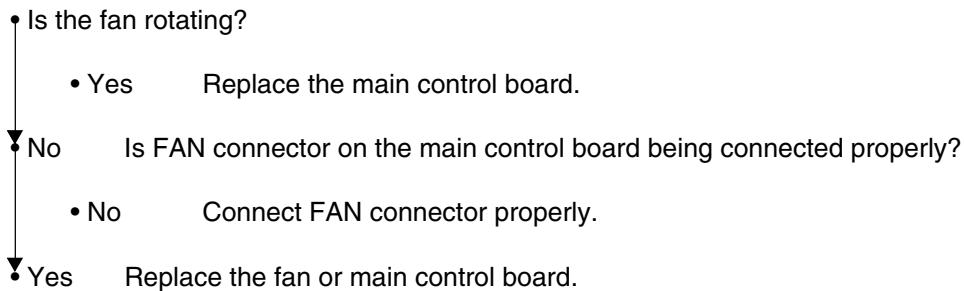 • Is the fan rotating?
• Yes Replace the main control board.
• No Is FAN connector on the main control board being connected properly?
• No Connect FAN connector properly.
• Yes Replace the fan or main control board.